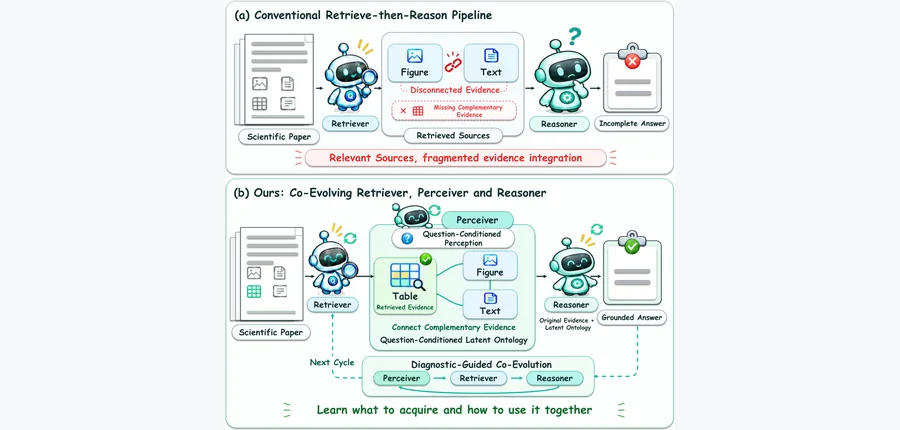 (a) Conventional Retrieve-then-Reason Pipeline
Figure
Text
Disconnected Evidence
Missing Complementary
Evidence
Scientific Paper
Retriever
Retrieved Sources
Reasoner
Incomplete Answer
Relevant Sources, fragmented evidence integration
(b) Ours: Co-Evolving Retriever, Perceiver and Reasoner
Perceiver
?
Question-Conditioned
Perception
Table
Retrieved Evidence
Figure
Text
Connect Complementary Evidence
Question-Conditioned Latent Ontology
Scientific Paper
Retriever
Reasoner
Original Evidence +
Latent Ontology
Grounded Answer
Next Cycle
Diagnostic-Guided Co-Evolution
Perceiver
Retriever
Reasoner
Learn what to acquire and how to use it together